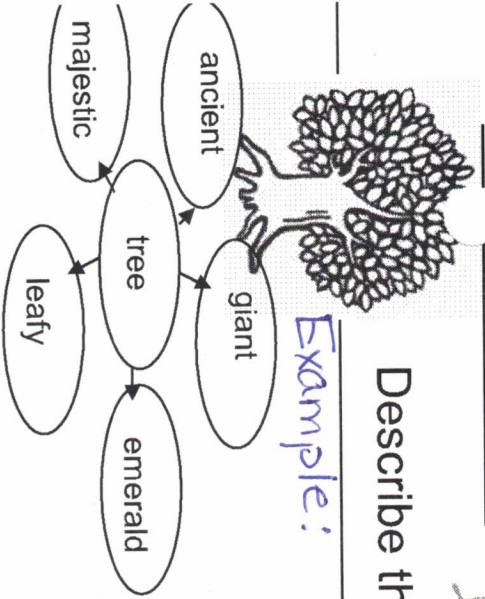 Describe th
Example:
ancient
giant
majestic
tree
emerald
leafy